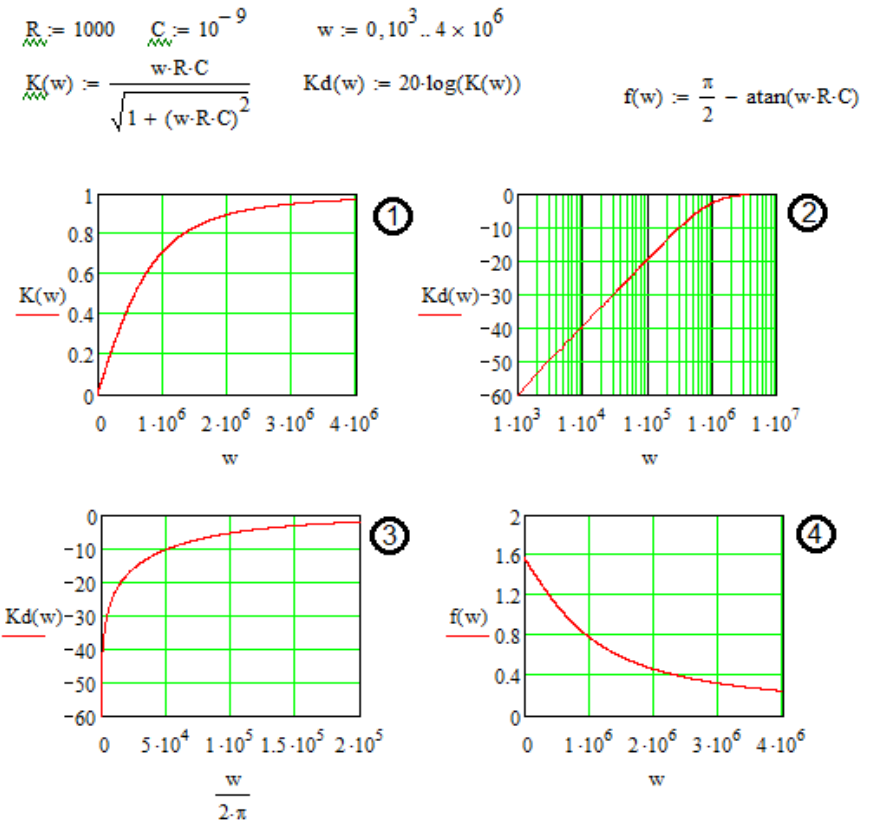 R := 1000 C := 10^-9 w := 0, 10^3 .. 4 × 10^6
K(w) := w·R·C / √(1 + (w·R·C)^2) Kd(w) := 20·log(K(w)) f(w) := π/2 − atan(w·R·C)
1
0.8
0.6
K(w)
0.4
0.2
0
0 1·10^6 2·10^6 3·10^6 4·10^6
w
①
0
−10
−20
Kd(w) −30
−40
−50
−60
1·10^3 1·10^4 1·10^5 1·10^6 1·10^7
w
②
0
−10
−20
Kd(w) −30
−40
−50
−60
0 5·10^4 1·10^5 1.5·10^5 2·10^5
w
2·π
③
2
1.6
1.2
f(w)
0.8
0.4
0
0 1·10^6 2·10^6 3·10^6 4·10^6
w
④